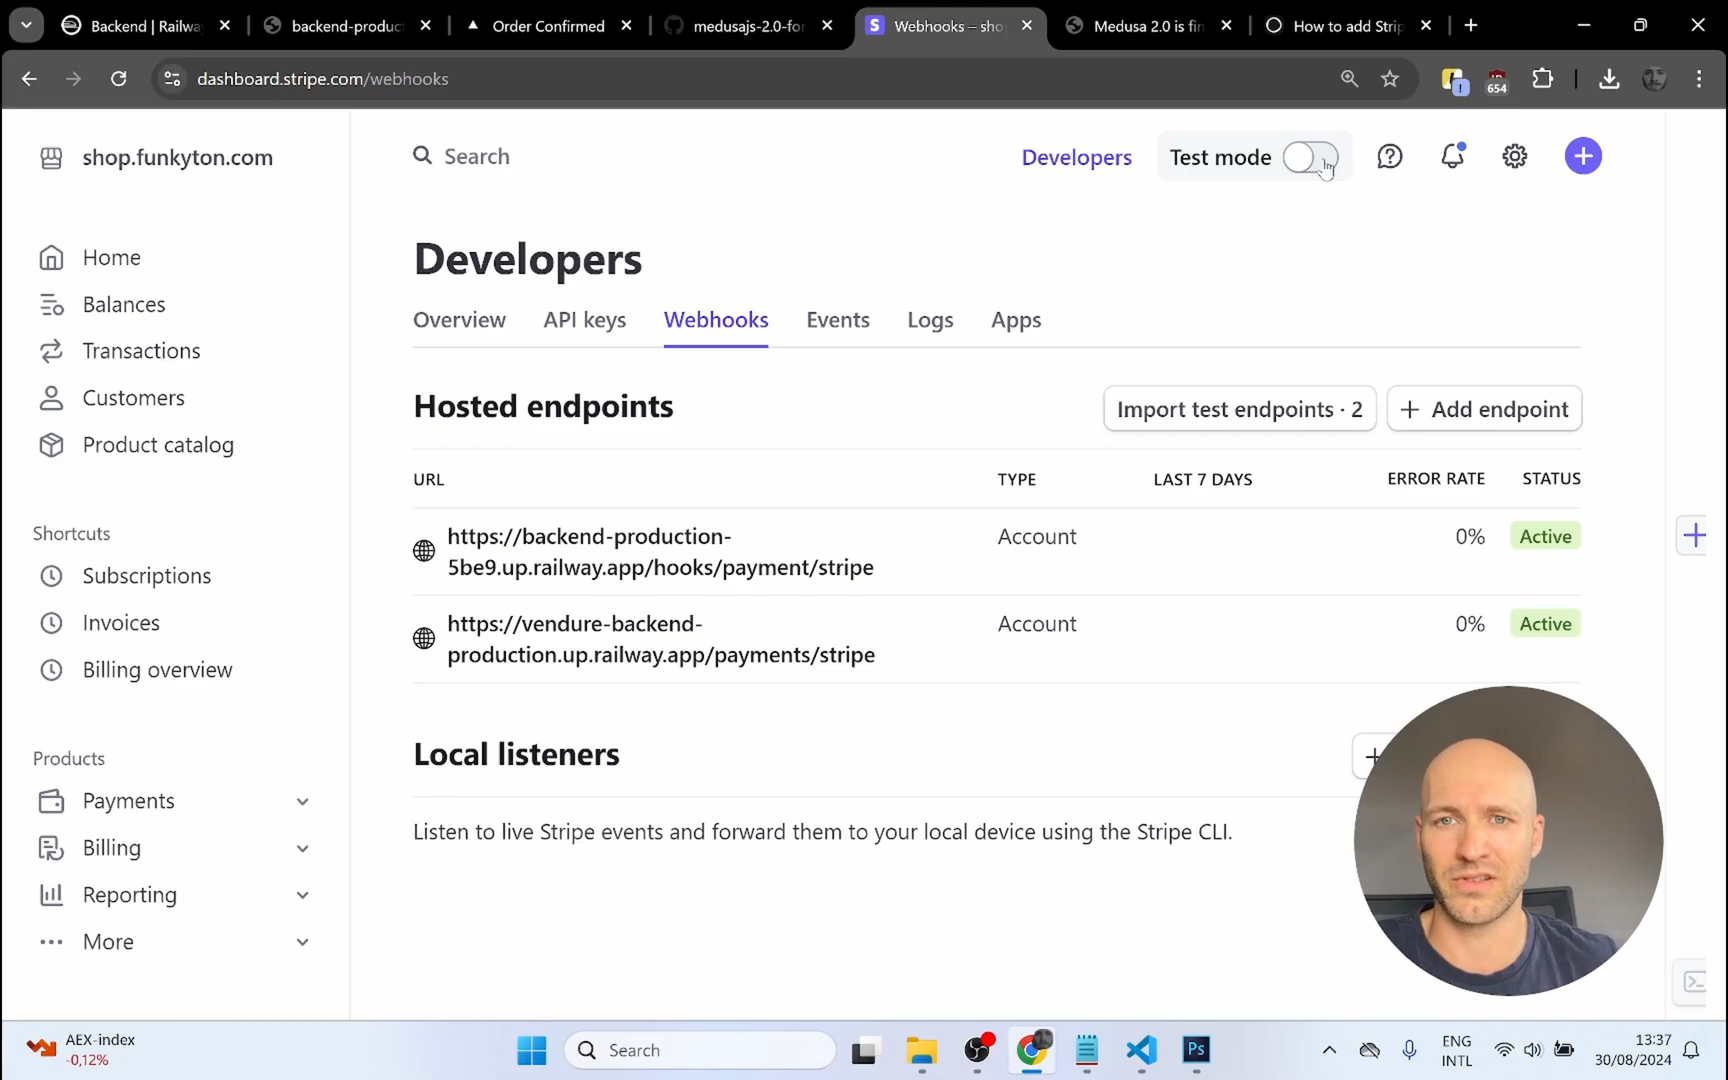 Backend | Railwa
backend-produc
Order Confirmed
medusajs-2.0-for
Webhooks – sho
Medusa 2.0 is fin
How to add Strip
dashboard.stripe.com/webhooks
654
shop.funkyton.com
Search
Developers
Test mode
Home
Balances
Transactions
Customers
Product catalog
Shortcuts
Subscriptions
Invoices
Billing overview
Products
Payments
Billing
Reporting
More
Developers
Overview
API keys
Webhooks
Events
Logs
Apps
Hosted endpoints
Import test endpoints · 2
+ Add endpoint
URL
TYPE
LAST 7 DAYS
ERROR RATE
STATUS
https://backend-production-
5be9.up.railway.app/hooks/payment/stripe
Account
0%
Active
https://vendure-backend-
production.up.railway.app/payments/stripe
Account
0%
Active
Local listeners
Listen to live Stripe events and forward them to your local device using the Stripe CLI.
AEX-index
-0,12%
Search
Ps
ENG
INTL
13:37
30/08/2024